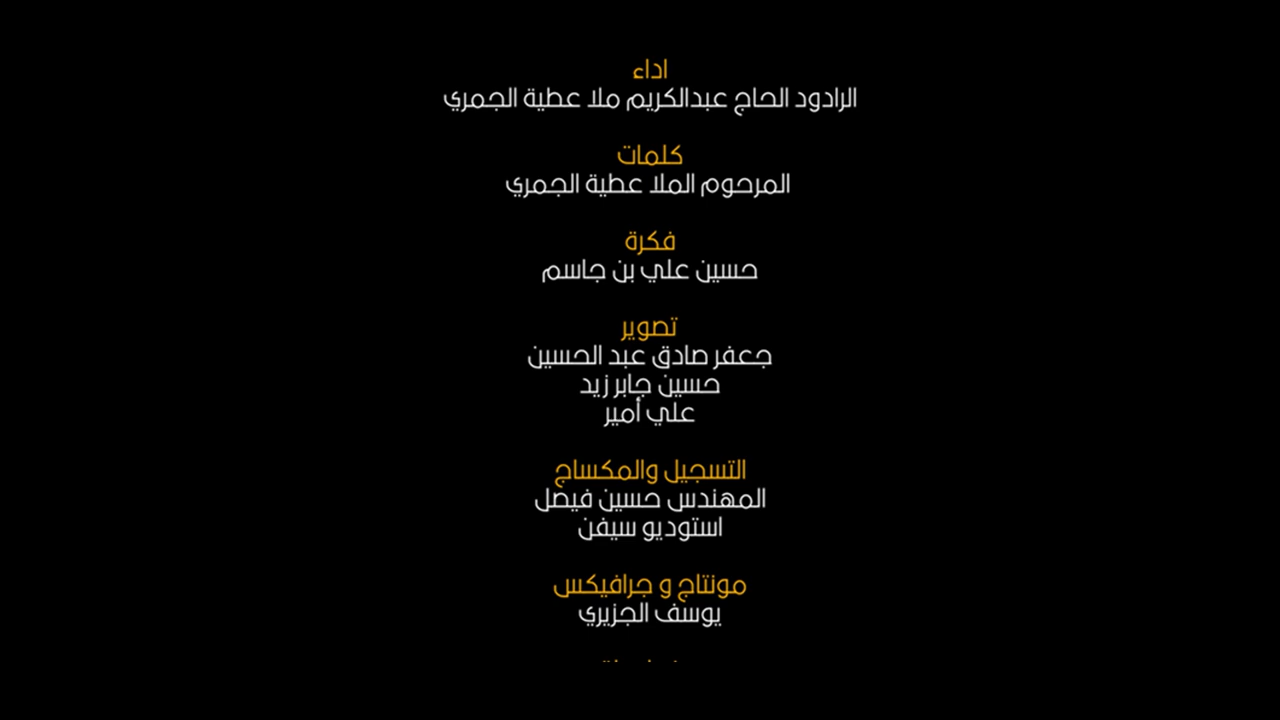 اداء
الرادود الحاج عبدالكريم ملا عطية الجمري
كلمات
المرحوم الملا عطية الجمري
فكرة
حسين علي بن جاسم
تصوير
جعفر صادق عبد الحسين
حسين جابر زيد
علي أمير
التسجيل والمكساج
المهندس حسين فيصل
استوديو سيفن
مونتاج و جرافيكس
يوسف الجزيري